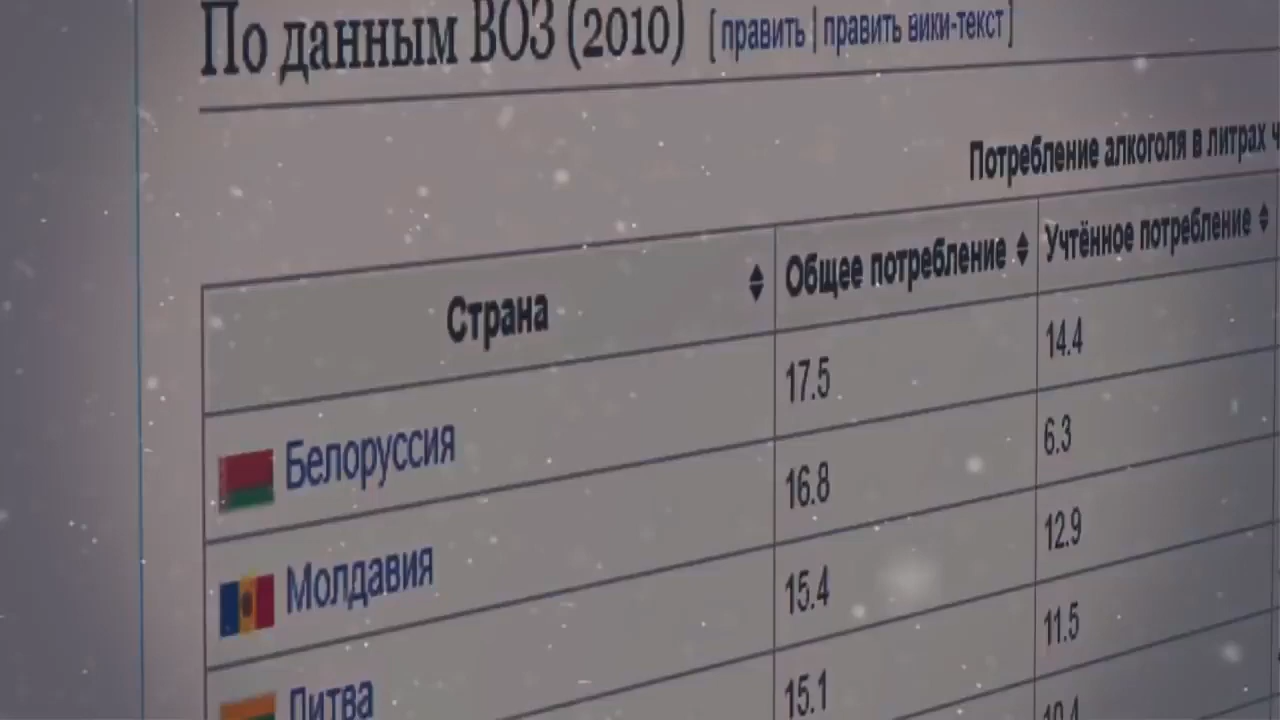 По данным ВОЗ (2010) [ править | править вики-текст ]
Потребление алкоголя в литрах
Страна Общее потребление Учтённое потребление
Белоруссия 17.5 14.4
Молдавия 16.8 6.3
Литва 15.4 12.9
15.1 11.5